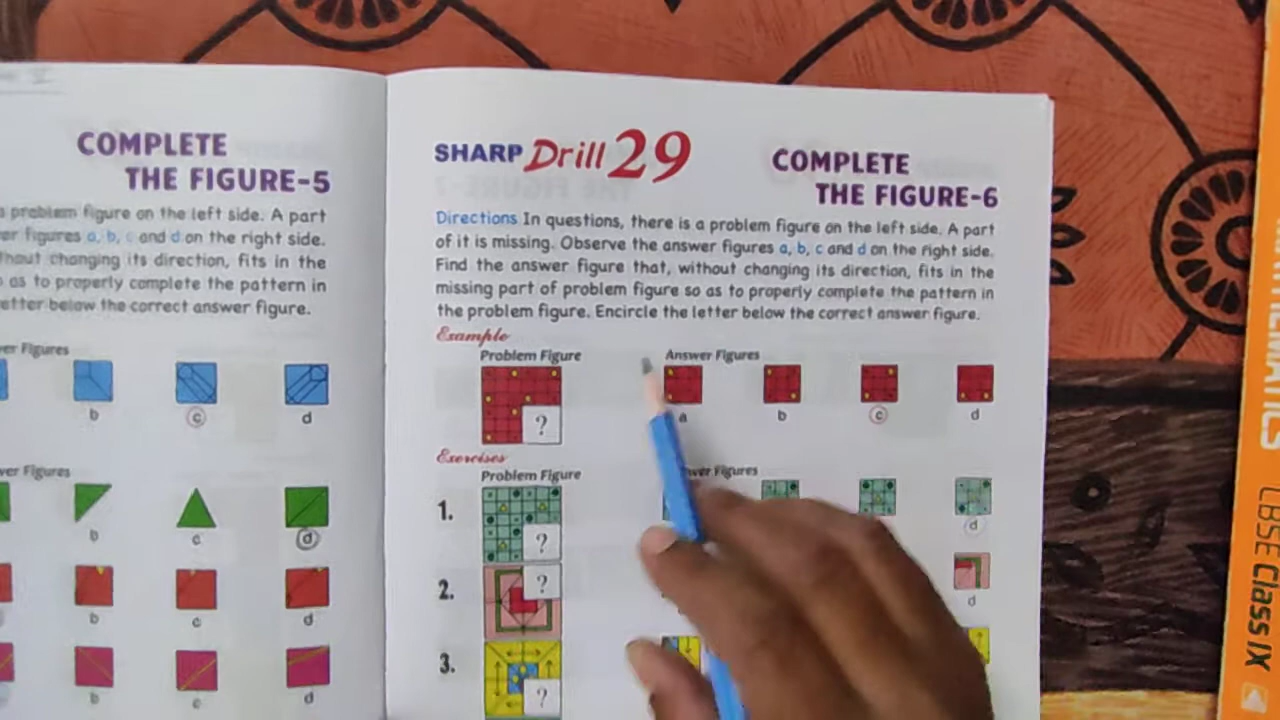 COMPLETE
THE FIGURE-5
problem figure on the left side. A part
figures a, b, c and d on the right side.
changing its direction, fits in the
as to properly complete the pattern in
below the correct answer figure.
Figures
b
c
d
Figures
b
c
d
b
c
d
b
c
d
SHARP Drill 29
COMPLETE
THE FIGURE-6
Directions In questions, there is a problem figure on the left side. A part
of it is missing. Observe the answer figures a, b, c and d on the right side.
Find the answer figure that, without changing its direction, fits in the
missing part of problem figure so as to properly complete the pattern in
the problem figure. Encircle the letter below the correct answer figure.
Example
Problem Figure
Answer Figures
?
a
b
c
d
Exercises
Problem Figure
Figures
1.
?
d
2.
?
d
3.
?
CBSE Class IX